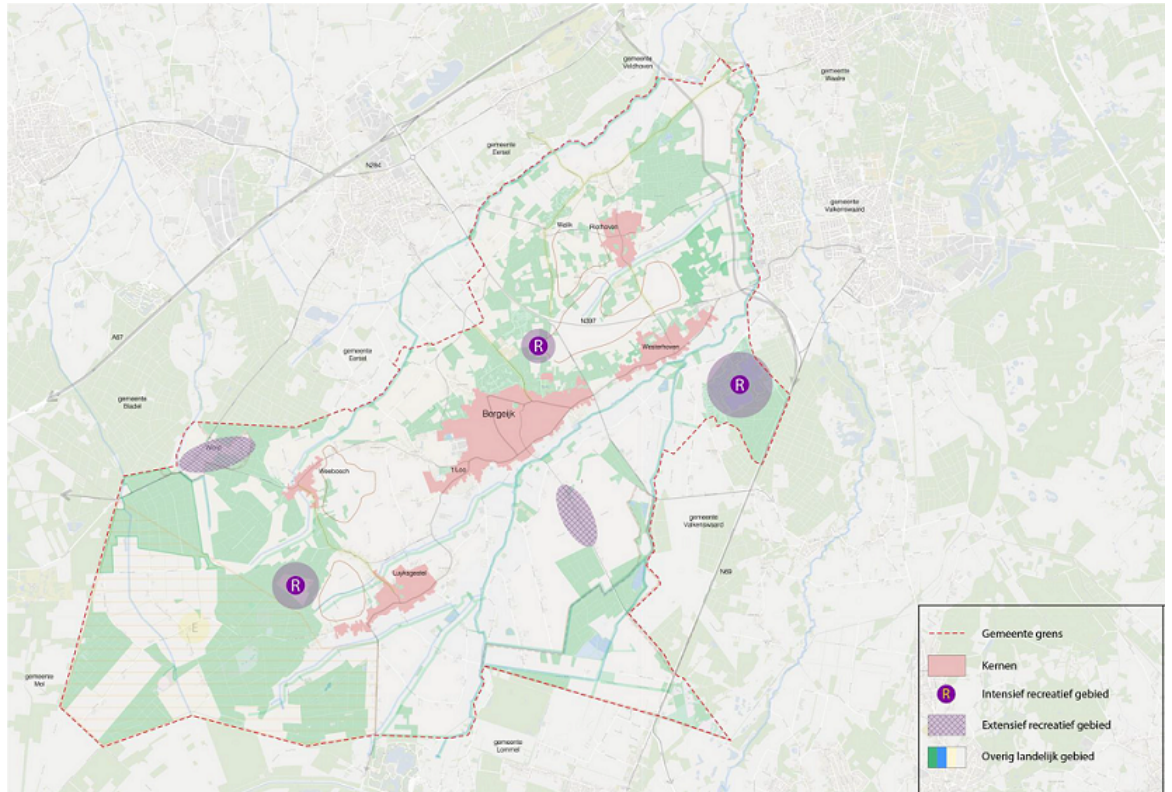 gemeente
Veldhoven
gemeente
Waalre
gemeente
Eersel
N284
gemeente
Valkenswaard
Walik
Riethoven
N397
A67
gemeente
Eersel
Westerhoven
R
R
gemeente
Bladel
Bergeijk
Weebosch
't Loo
gemeente
Valkenswaard
N69
R
Luyksgestel
E
gemeente
Mol
gemeente
Lommel
Gemeente grens
Kernen
R
Intensief recreatief gebied
Extensief recreatief gebied
Overig landelijk gebied